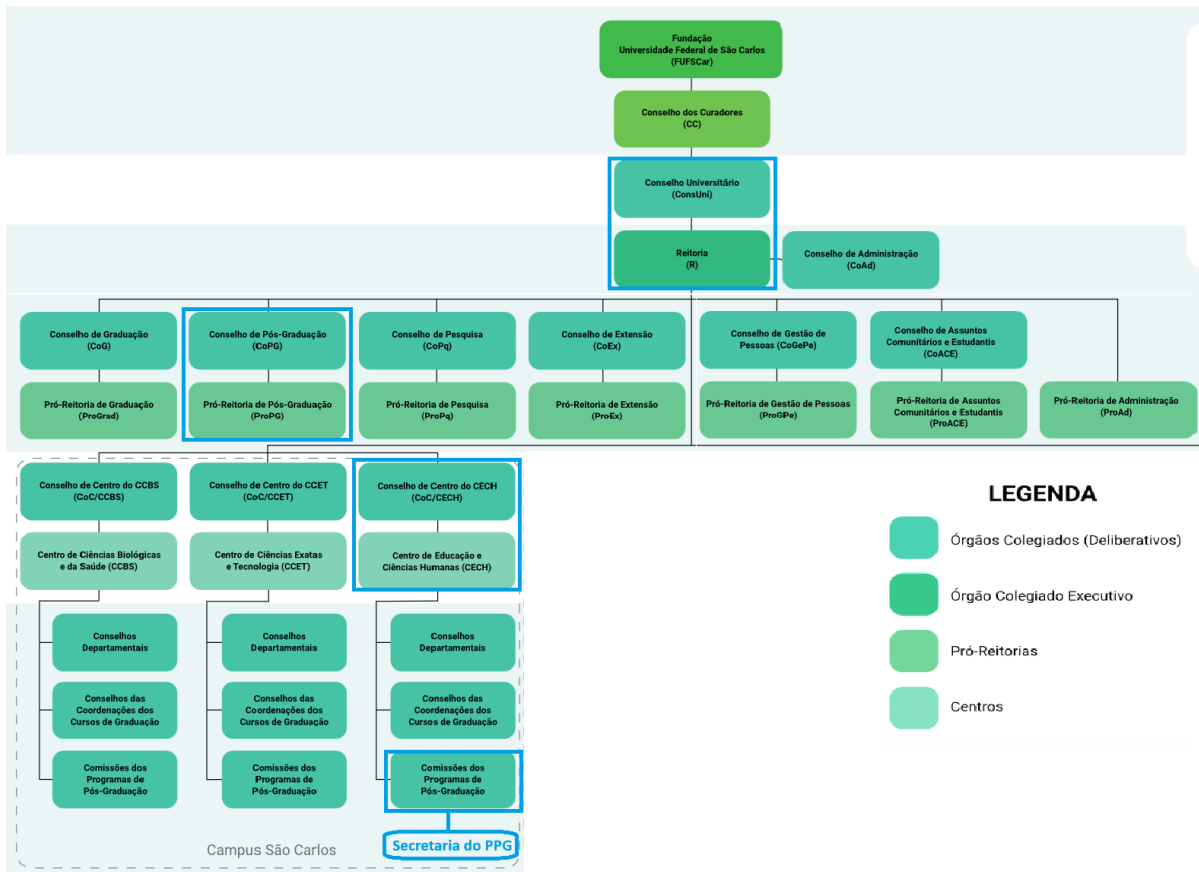 Fundação
Universidade Federal de São Carlos
(FUFSCar)
Conselho dos Curadores
(CC)
Conselho Universitário
(ConsUni)
Reitoria
(R)
Conselho de Administração
(CoAd)
Conselho de Graduação
(CoG)
Conselho de Pós-Graduação
(CoPG)
Conselho de Pesquisa
(CoPq)
Conselho de Extensão
(CoEx)
Conselho de Gestão de
Pessoas (CoGePe)
Conselho de Assuntos
Comunitários e Estudantis
(CoACE)
Pró-Reitoria de Graduação
(ProGrad)
Pró-Reitoria de Pós-Graduação
(ProPG)
Pró-Reitoria de Pesquisa
(ProPq)
Pró-Reitoria de Extensão
(ProEx)
Pró-Reitoria de Gestão de Pessoas
(ProGPe)
Pró-Reitoria de Assuntos
Comunitários e Estudantis
(ProACE)
Pró-Reitoria de Administração
(ProAd)
Conselho de Centro do CCBS
(CoC/CCBS)
Conselho de Centro do CCET
(CoC/CCET)
Conselho de Centro do CECH
(CoC/CECH)
Centro de Ciências Biológicas
e da Saúde (CCBS)
Centro de Ciências Exatas
e Tecnologia (CCET)
Centro de Educação e
Ciências Humanas (CECH)
Conselhos
Departamentais
Conselhos
Departamentais
Conselhos
Departamentais
Conselhos das
Coordenações dos
Cursos de Graduação
Conselhos das
Coordenações dos
Cursos de Graduação
Conselhos das
Coordenações dos
Cursos de Graduação
Comissões dos
Programas de
Pós-Graduação
Comissões dos
Programas de
Pós-Graduação
Comissões dos
Programas de
Pós-Graduação
Secretaria do PPG
Campus São Carlos
LEGENDA
Órgãos Colegiados (Deliberativos)
Órgão Colegiado Executivo
Pró-Reitorias
Centros